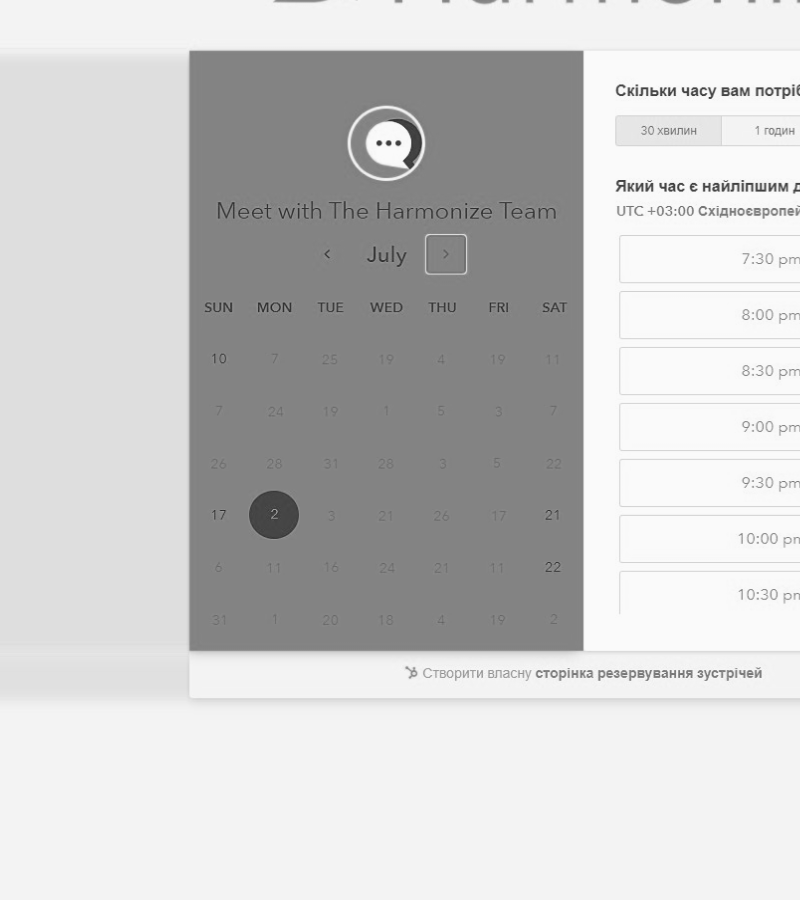 Meet with The Harmonize Team
July
SUN MON TUE WED THU FRI SAT
10 7 25 19 4 19 11
7 24 19 1 5 3 7
26 28 31 28 3 5 22
17 2 3 21 26 17 21
6 11 16 24 21 11 22
31 1 20 18 4 19 2
Скільки часу вам потріб
30 хвилин 1 годин
Який час є найліпшим д
UTC +03:00 Східноєвропей
7:30 pm
8:00 pm
8:30 pm
9:00 pm
9:30 pm
10:00 pm
10:30 pm
Створити власну сторінка резервування зустрічей